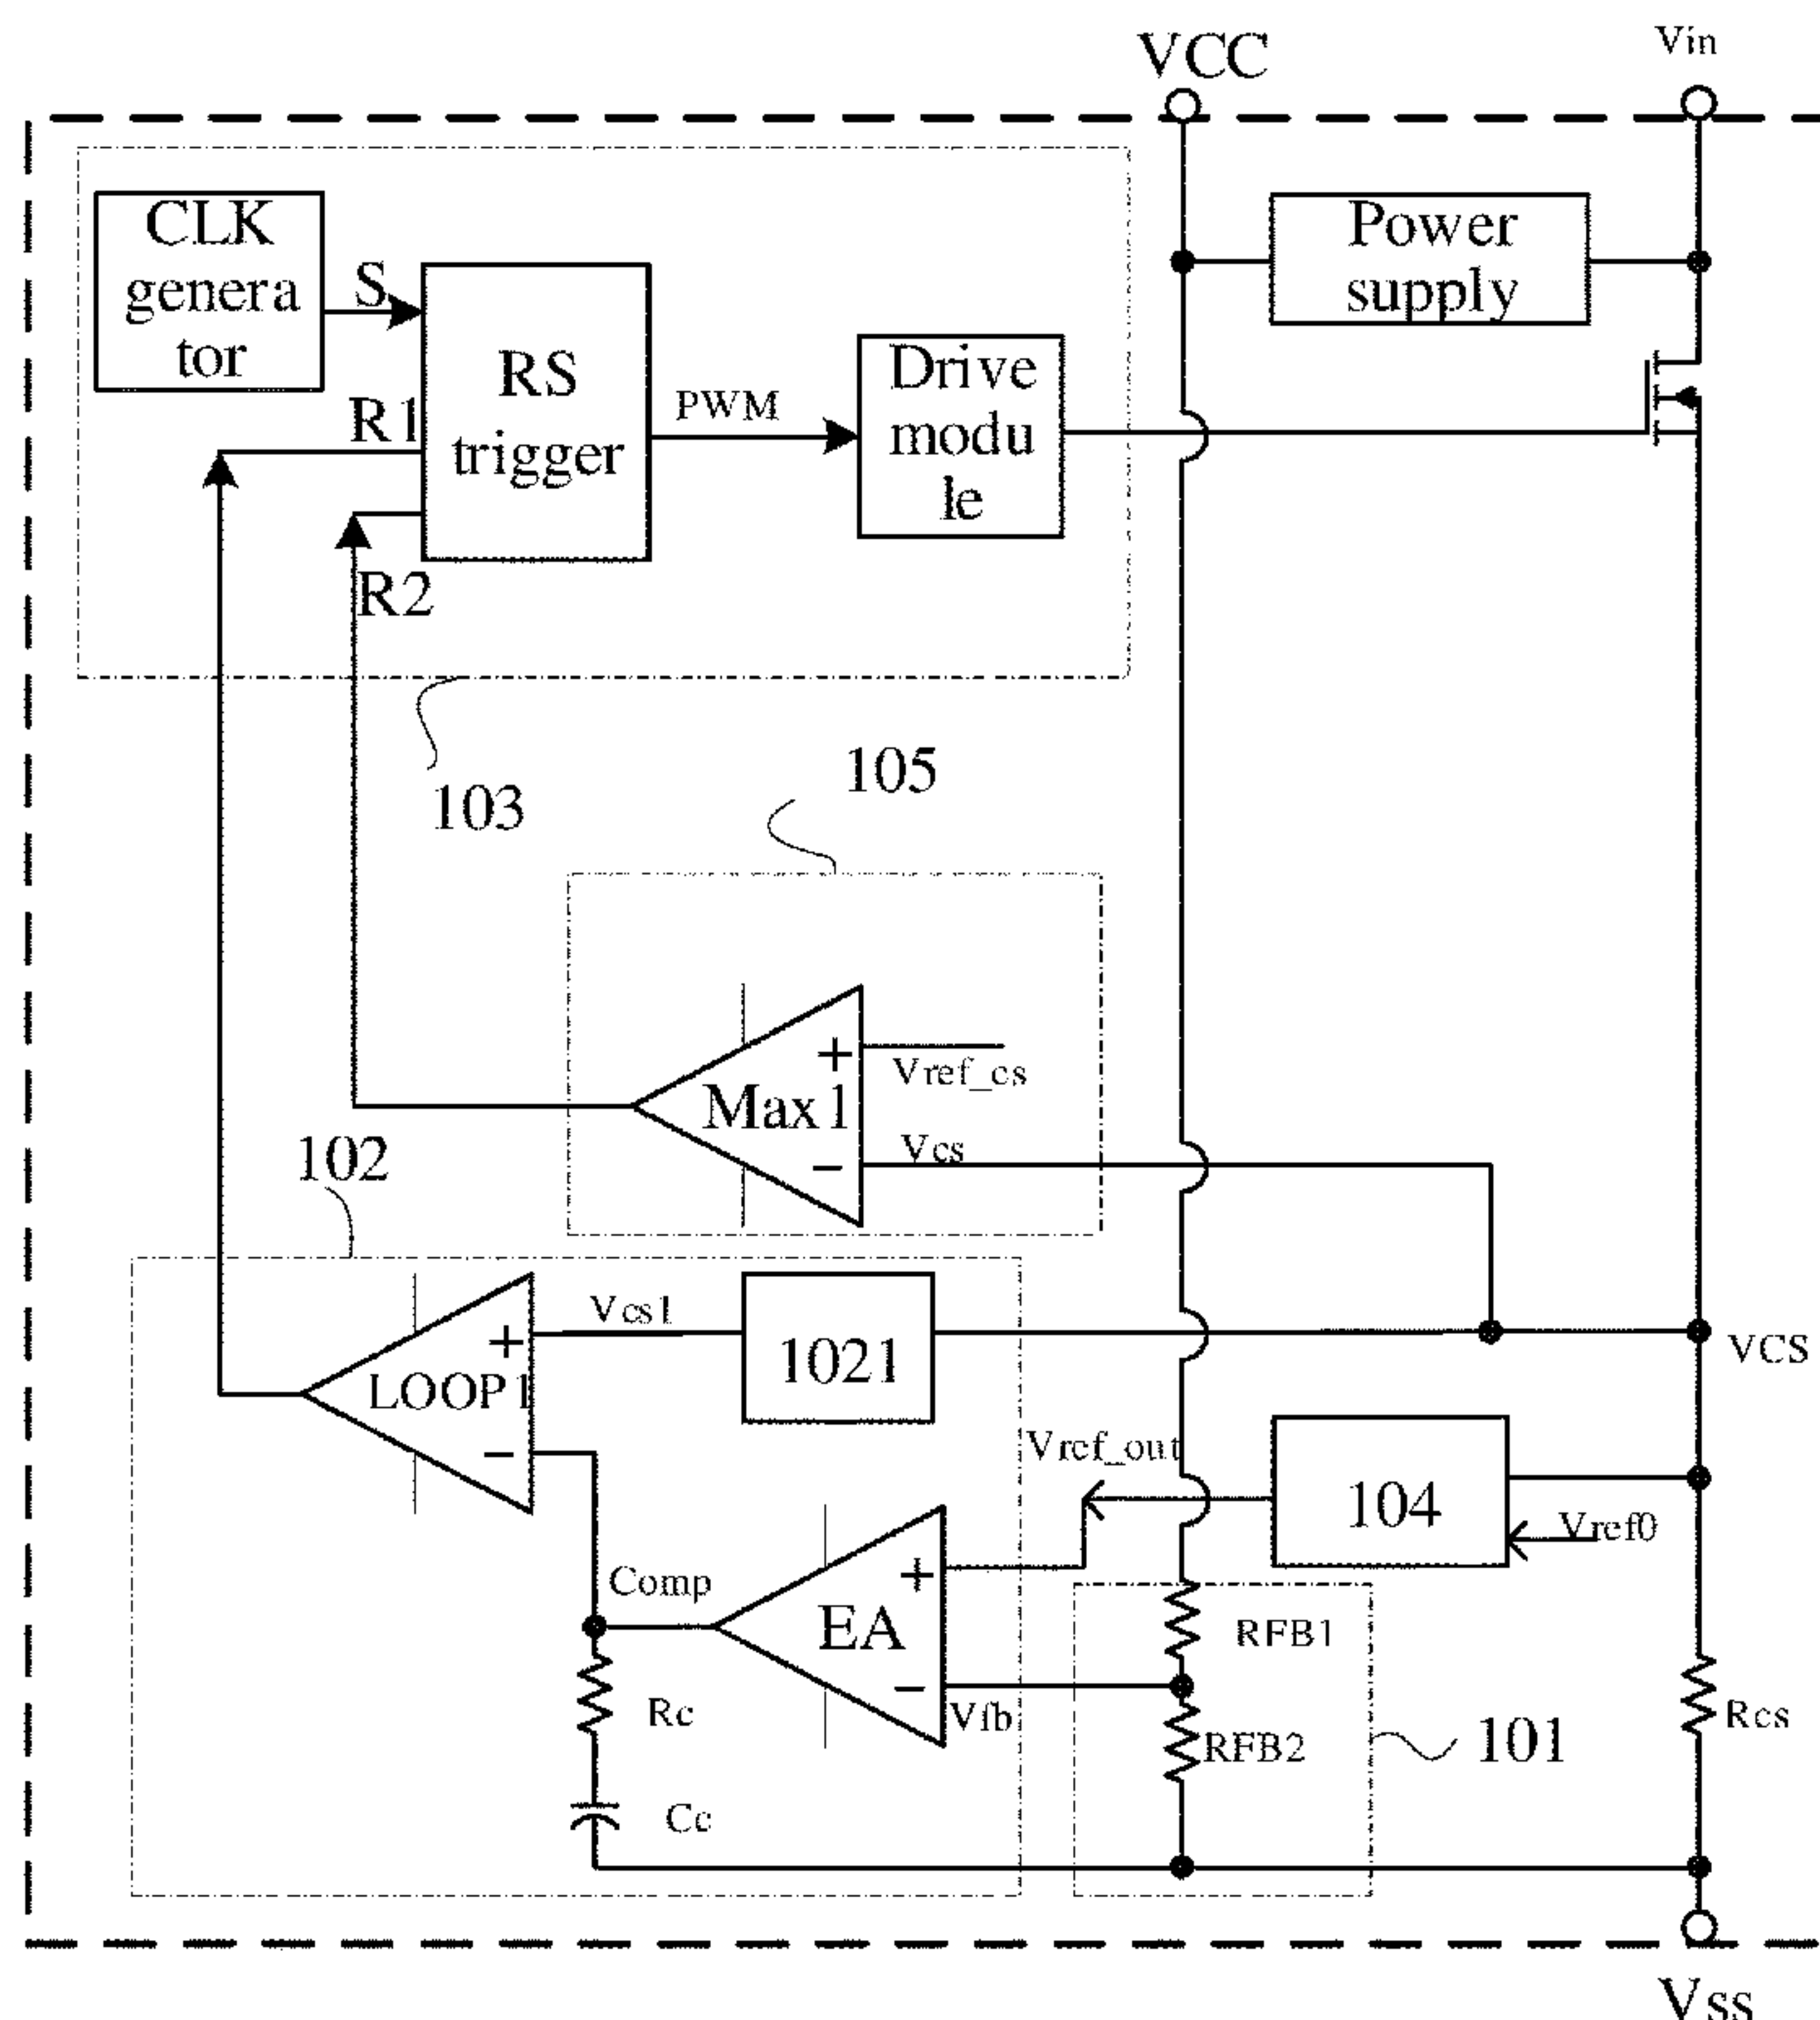 VCC
Vin
CLK
genera
tor
S
R1
R2
RS
trigger
PWM
Drive
modu
le
Power
supply
103
105
+
Vref_cs
Max1
Vcs
−
102
Vcs1
+
1021
LOOP1
−
VCS
Vref_out
104
Vref0
Comp
+
EA
−
Vfb
RFB1
RFB2
101
Rc
Cc
Rcs
Vss